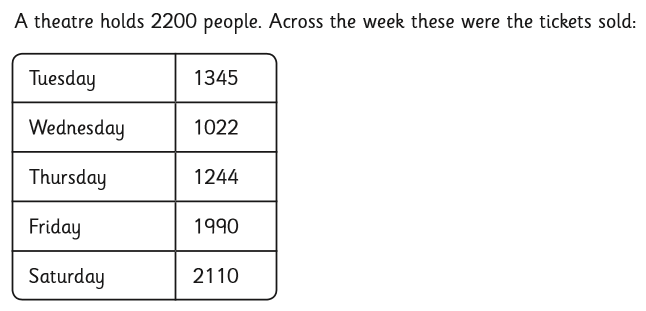 A theatre holds 2200 people. Across the week these were the tickets sold:
Tuesday 1345
Wednesday 1022
Thursday 1244
Friday 1990
Saturday 2110